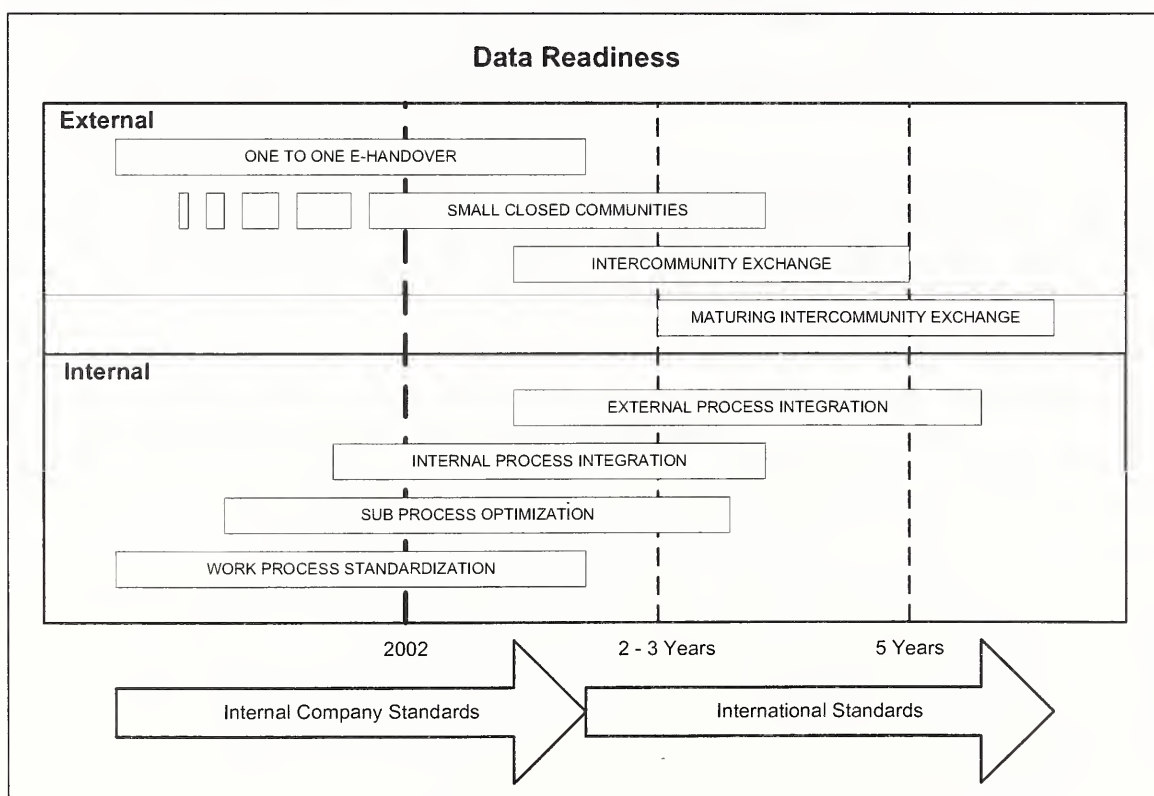 Data Readiness
External
ONE TO ONE E-HANDOVER
SMALL CLOSED COMMUNITIES
INTERCOMMUNITY EXCHANGE
MATURING INTERCOMMUNITY EXCHANGE
Internal
EXTERNAL PROCESS INTEGRATION
INTERNAL PROCESS INTEGRATION
SUB PROCESS OPTIMIZATION
WORK PROCESS STANDARDIZATION
2002 2 - 3 Years 5 Years
Internal Company Standards International Standards